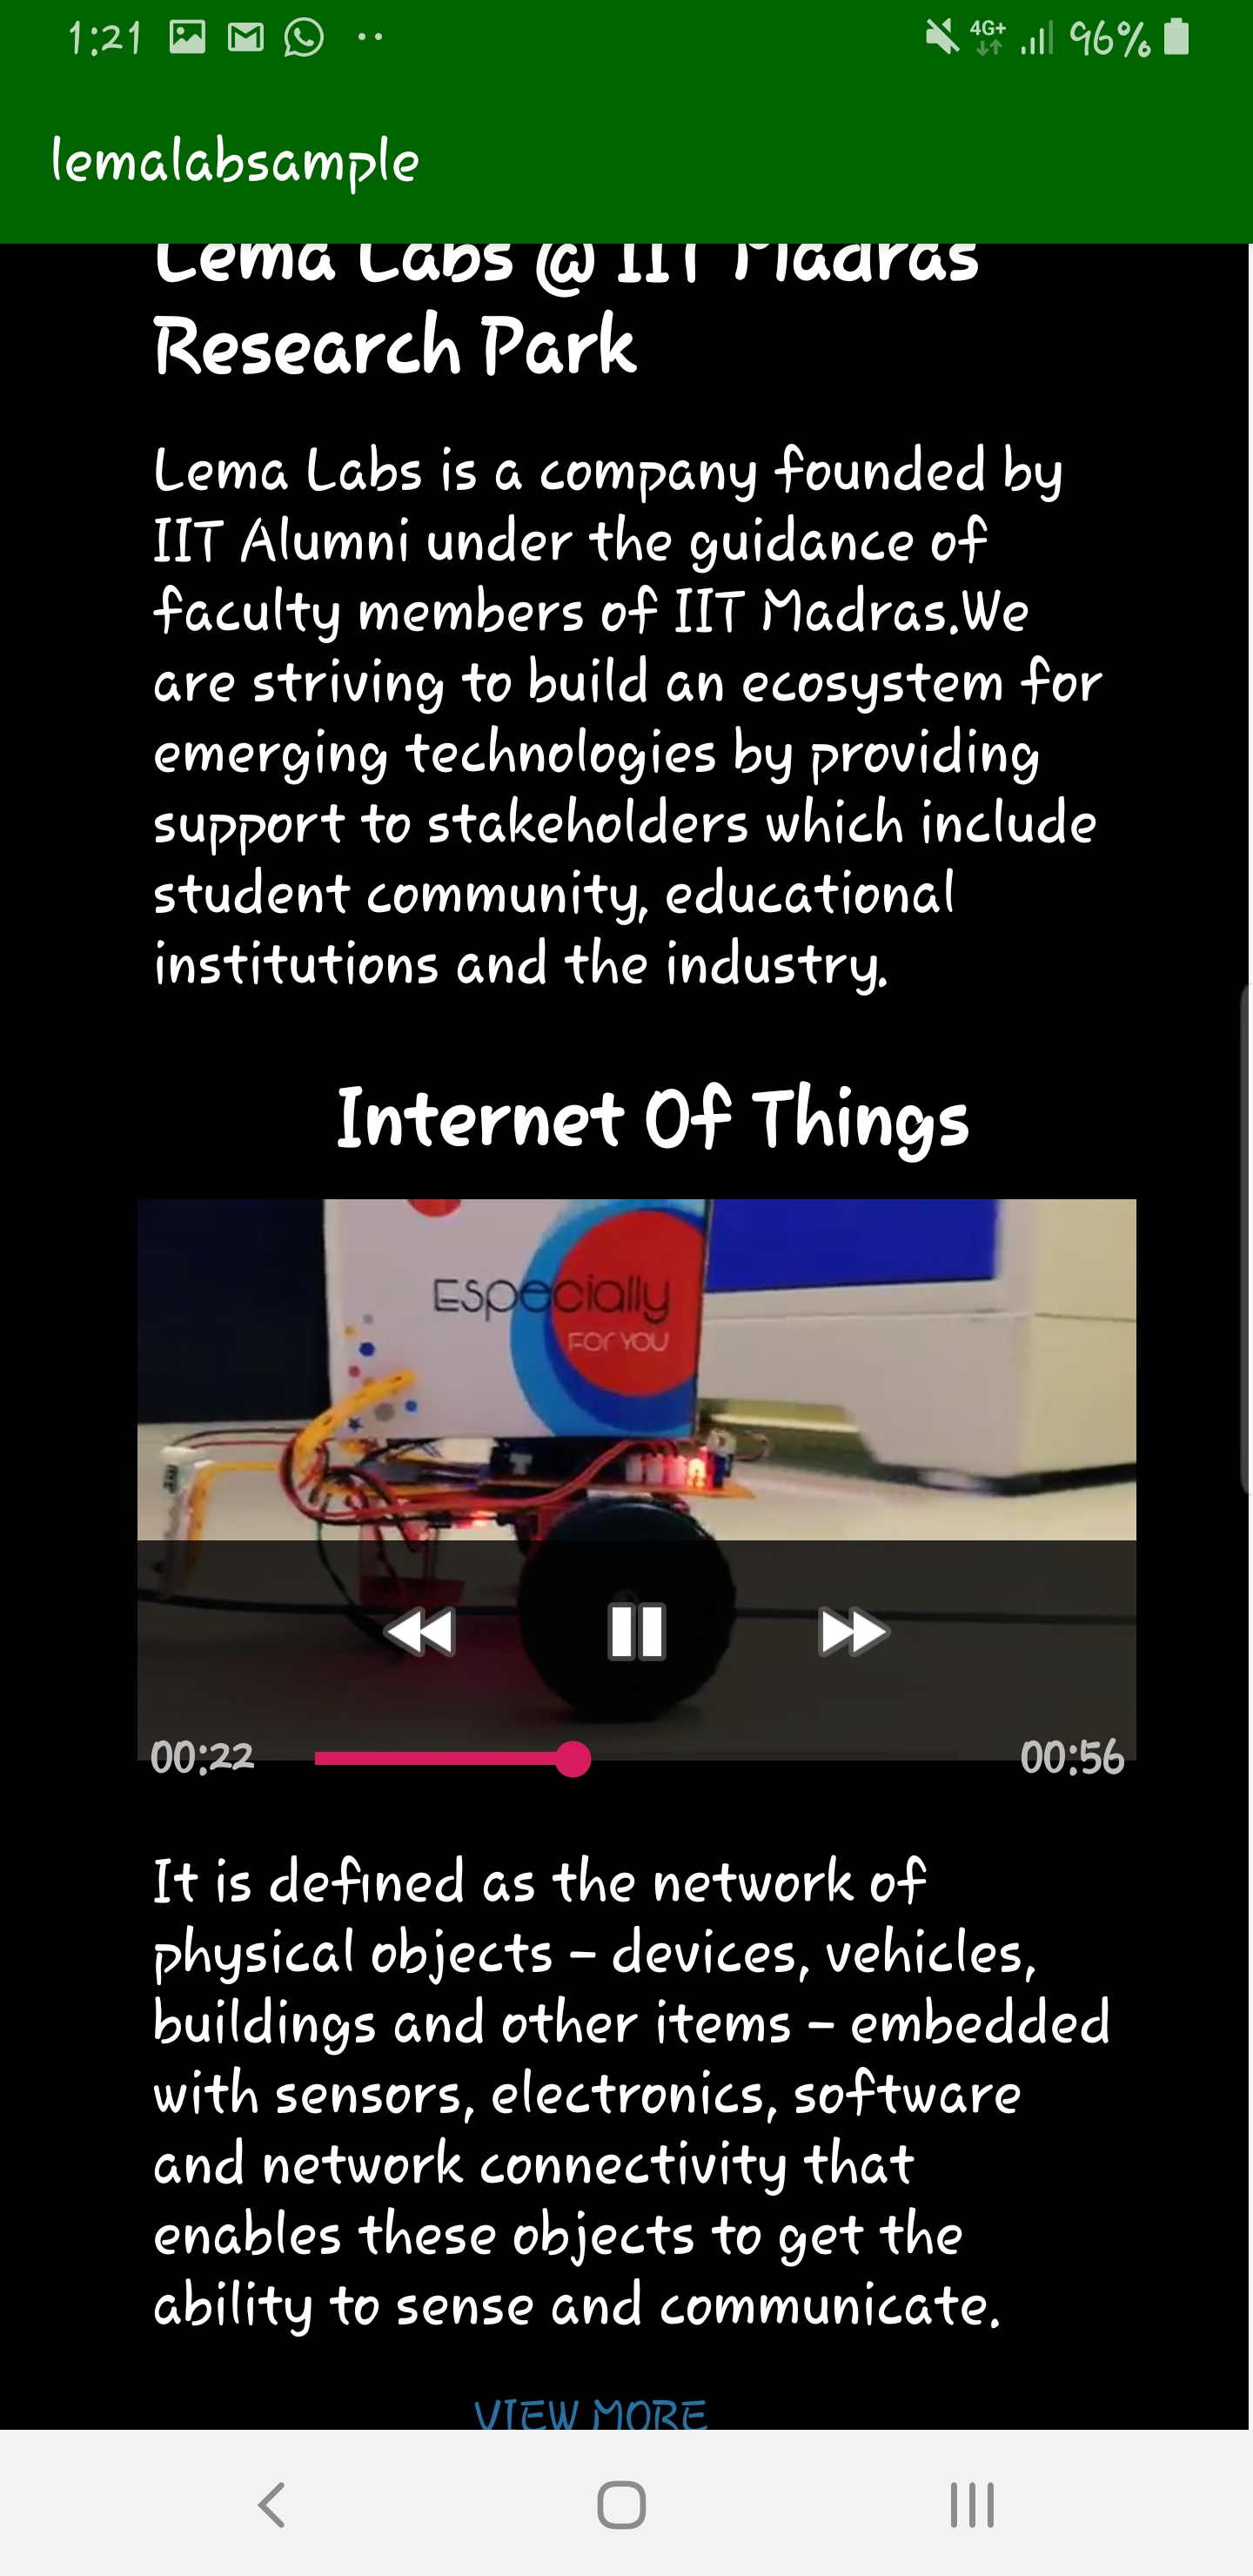 1:21
4G+
96%
lemalabsample
Lema Labs @ IIT Madras
Research Park
Lema Labs is a company founded by
IIT Alumni under the guidance of
faculty members of IIT Madras.We
are striving to build an ecosystem for
emerging technologies by providing
support to stakeholders which include
student community, educational
institutions and the industry.
Internet Of Things
Especially
FOR YOU
00:22
00:56
It is defined as the network of
physical objects – devices, vehicles,
buildings and other items – embedded
with sensors, electronics, software
and network connectivity that
enables these objects to get the
ability to sense and communicate.
VIEW MORE